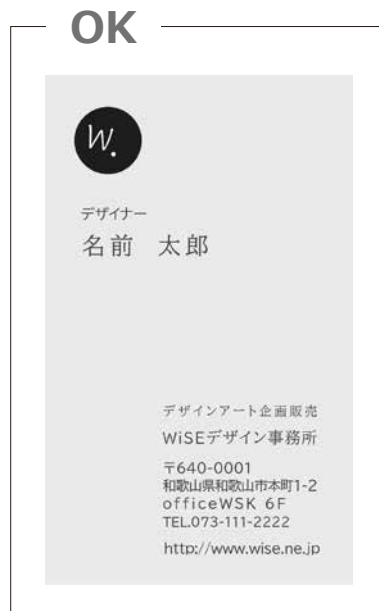 OK
W.
デザイナー
名前　太郎
デザインアート企画販売
WiSEデザイン事務所
〒640-0001
和歌山県和歌山市本町1-2
officeWSK 6F
TEL.073-111-2222
http://www.wise.ne.jp